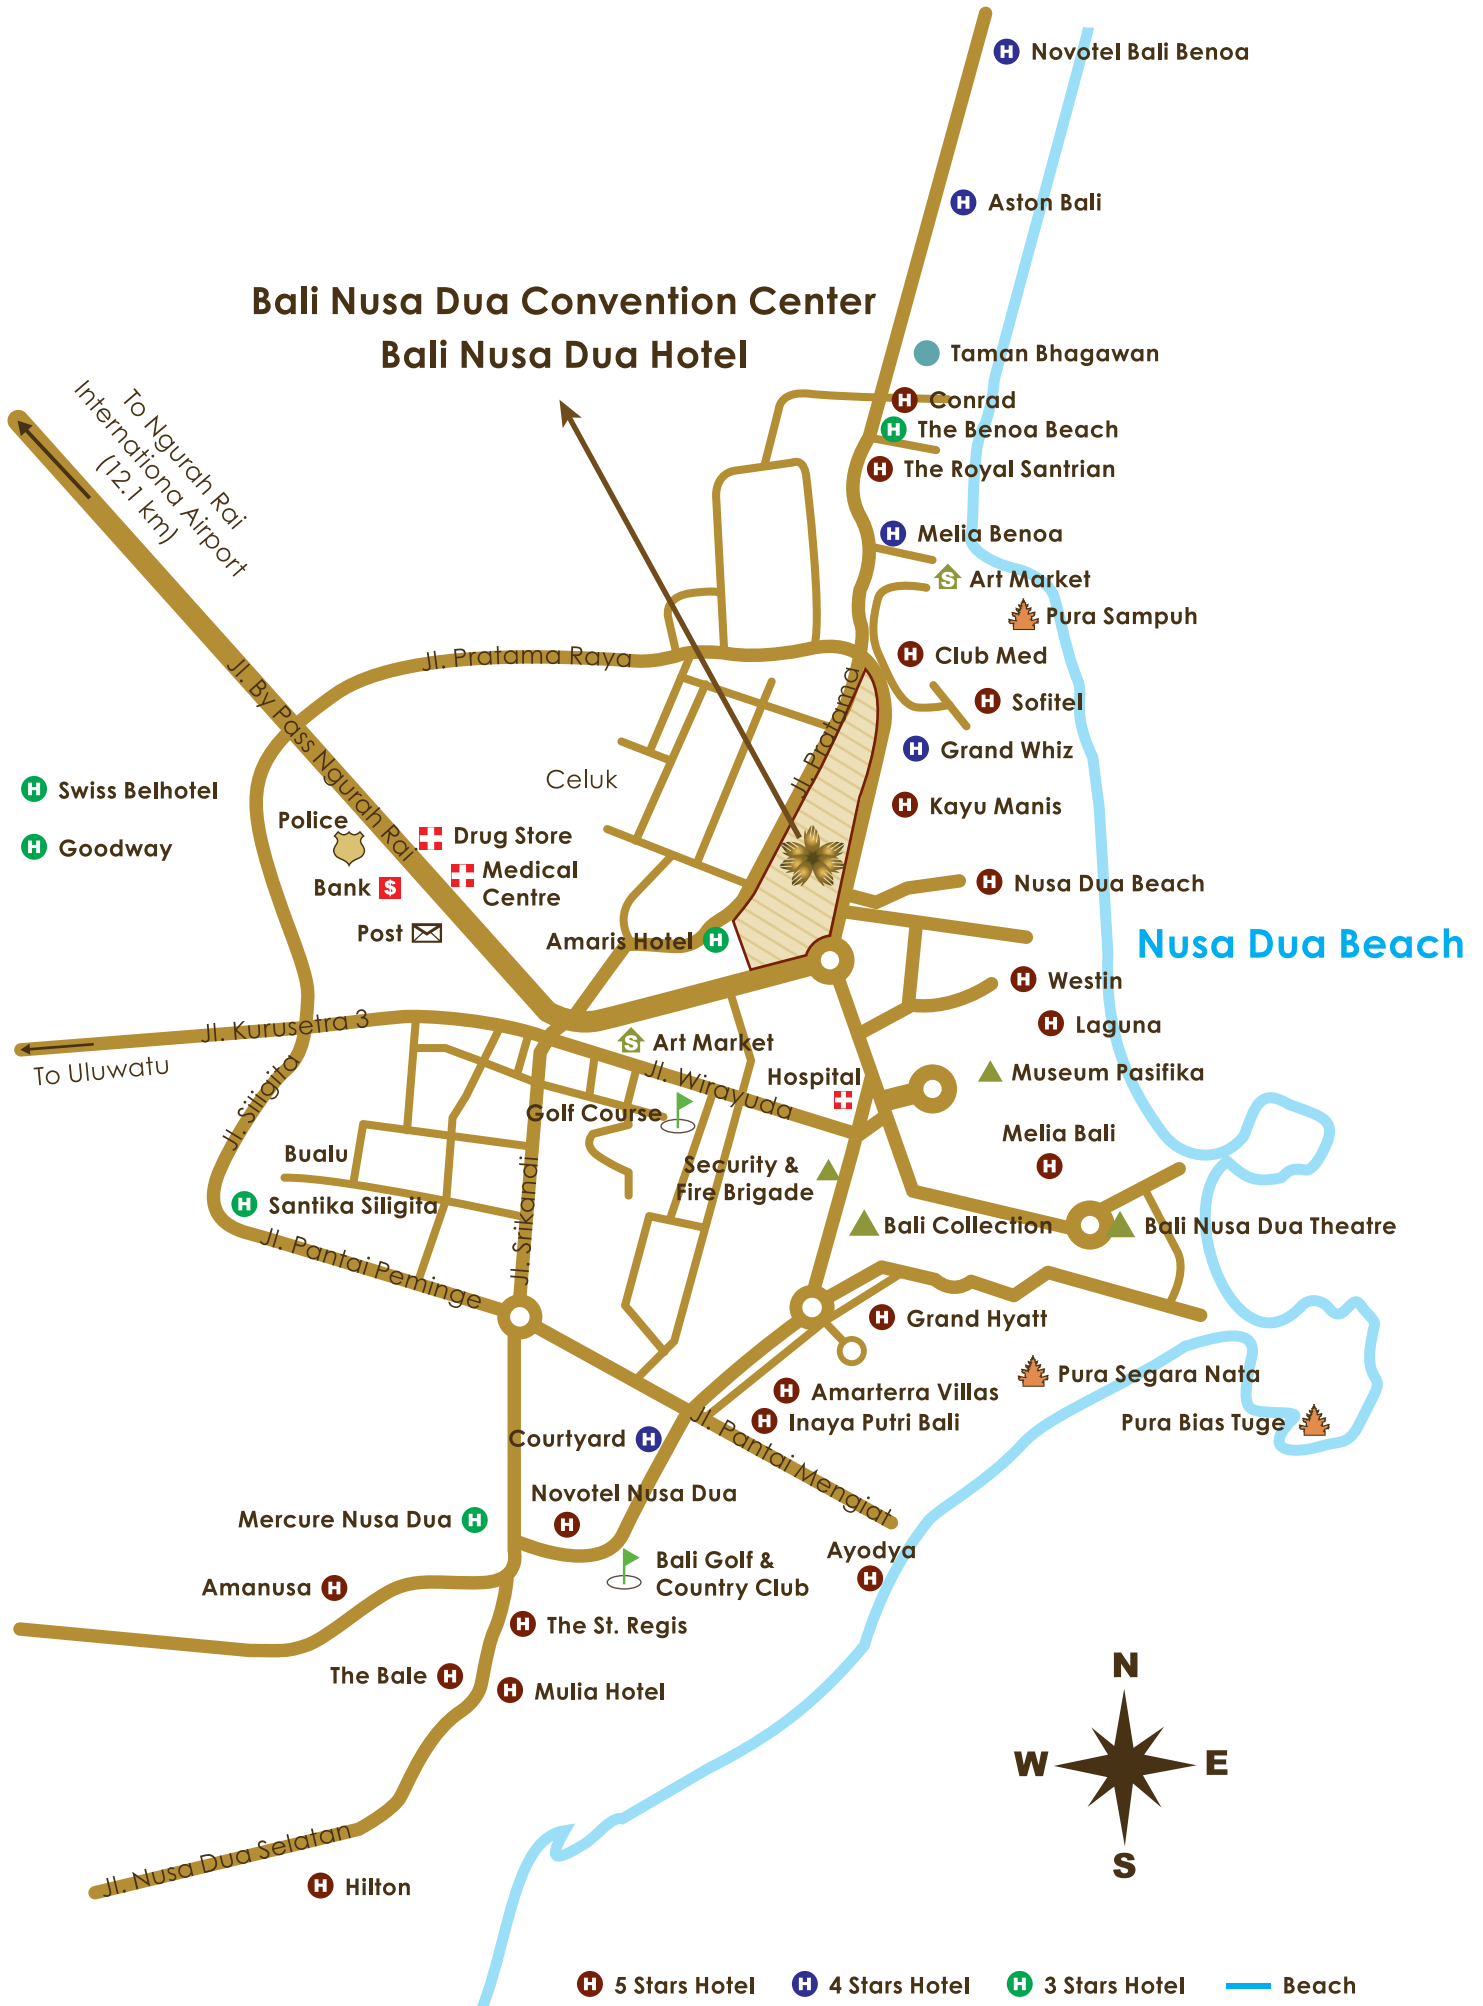 Novotel Bali Benoa
Aston Bali
Bali Nusa Dua Convention Center
Bali Nusa Dua Hotel
Taman Bhagawan
To Ngurah Rai
Internationa Airport
(12.1 km)
Conrad
The Benoa Beach
The Royal Santrian
Melia Benoa
Art Market
Pura Sampuh
Jl. Pratama Raya
Club Med
Sofitel
Jl. By Pass Ngurah Rai
Jl. Pratama
Grand Whiz
Celuk
Swiss Belhotel
Kayu Manis
Police
Drug Store
Goodway
Medical
Centre
Bank
$
Nusa Dua Beach
Post
Amaris Hotel
Nusa Dua Beach
Westin
Jl. Kurusetra 3
Laguna
Art Market
To Uluwatu
Jl. Wirayuda
Hospital
Museum Pasifika
Jl. Siligita
Golf Course
Melia Bali
Bualu
Security &
Fire Brigade
Santika Siligita
Jl. Srikandi
Bali Collection
Bali Nusa Dua Theatre
Jl. Pantai Peminge
Grand Hyatt
Pura Segara Nata
Amarterra Villas
Inaya Putri Bali
Pura Bias Tuge
Courtyard
Jl. Pantai Mengiat
Novotel Nusa Dua
Mercure Nusa Dua
Ayodya
Bali Golf &
Country Club
Amanusa
The St. Regis
The Bale
Mulia Hotel
N
W E
S
Jl. Nusa Dua Selatan
Hilton
H 5 Stars Hotel H 4 Stars Hotel H 3 Stars Hotel Beach